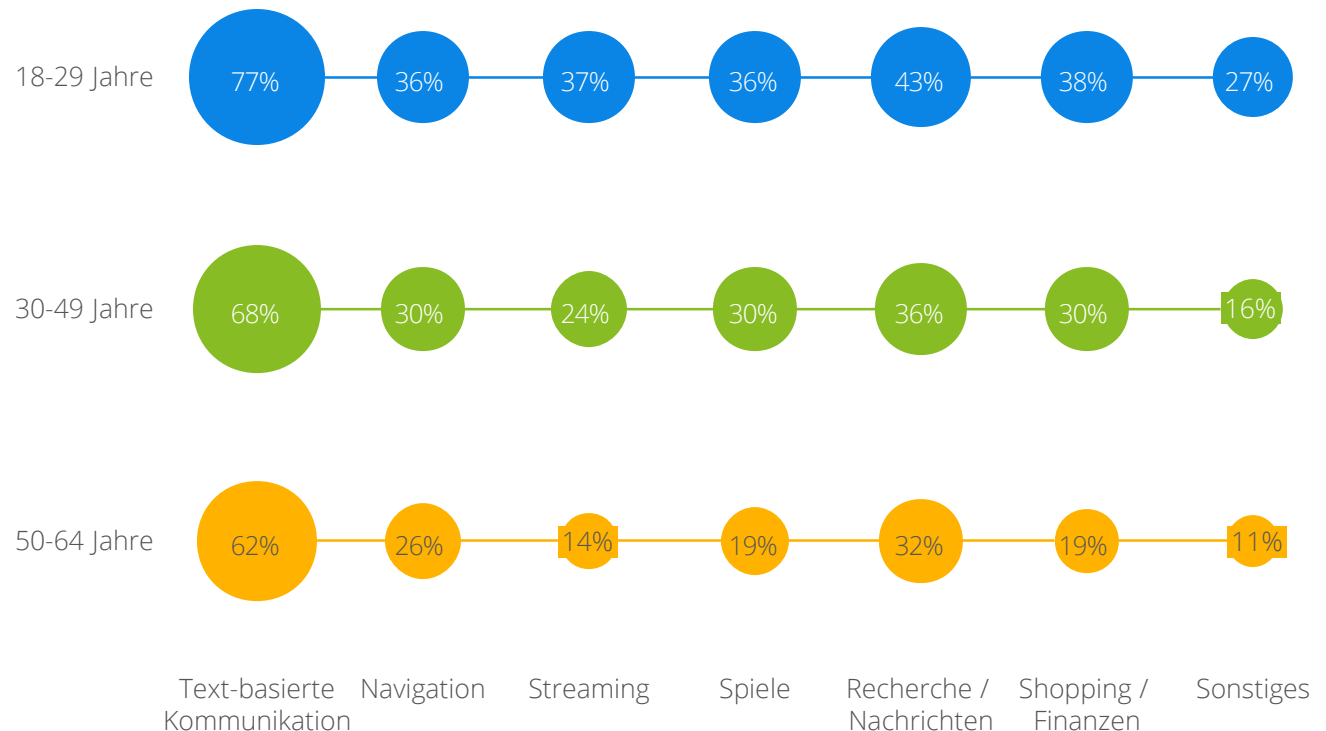 18-29 Jahre 77% 36% 37% 36% 43% 38% 27%
30-49 Jahre 68% 30% 24% 30% 36% 30% 16%
50-64 Jahre 62% 26% 14% 19% 32% 19% 11%
Text-basierte Navigation Streaming Spiele Recherche / Shopping / Sonstiges
Kommunikation Nachrichten Finanzen